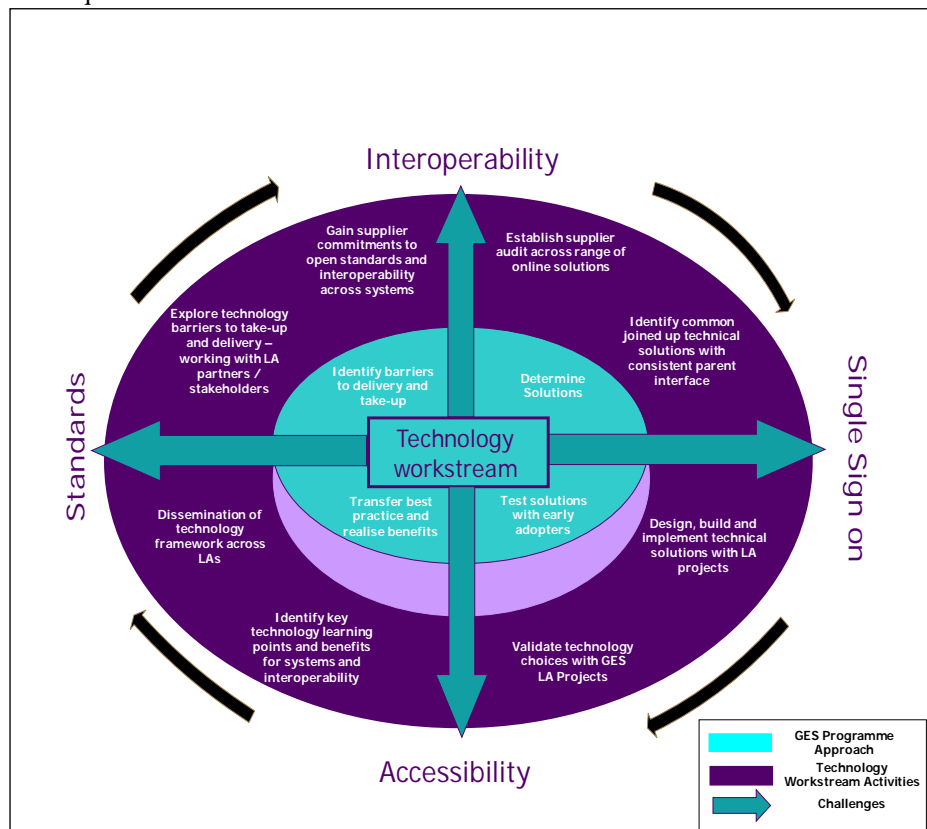 Interoperability
Gain supplier
commitments to
open standards and
interoperability
across systems
Establish supplier
audit across range of
online solutions
Explore technology
barriers to take-up
and delivery –
working with LA
partners /
stakeholders
Identify common
joined up technical
solutions with
consistent parent
interface
Identify barriers
to delivery and
take-up
Determine
Solutions
Standards
Technology
workstream
Single Sign on
Transfer best
practice and
realise benefits
Test solutions
with early
adopters
Dissemination of
technology
framework across
LAs
Design, build and
implement technical
solutions with LA
projects
Identify key
technology learning
points and benefits
for systems and
interoperability
Validate technology
choices with GES
LA Projects
Accessibility
GES Programme
Approach
Technology
Workstream Activities
Challenges